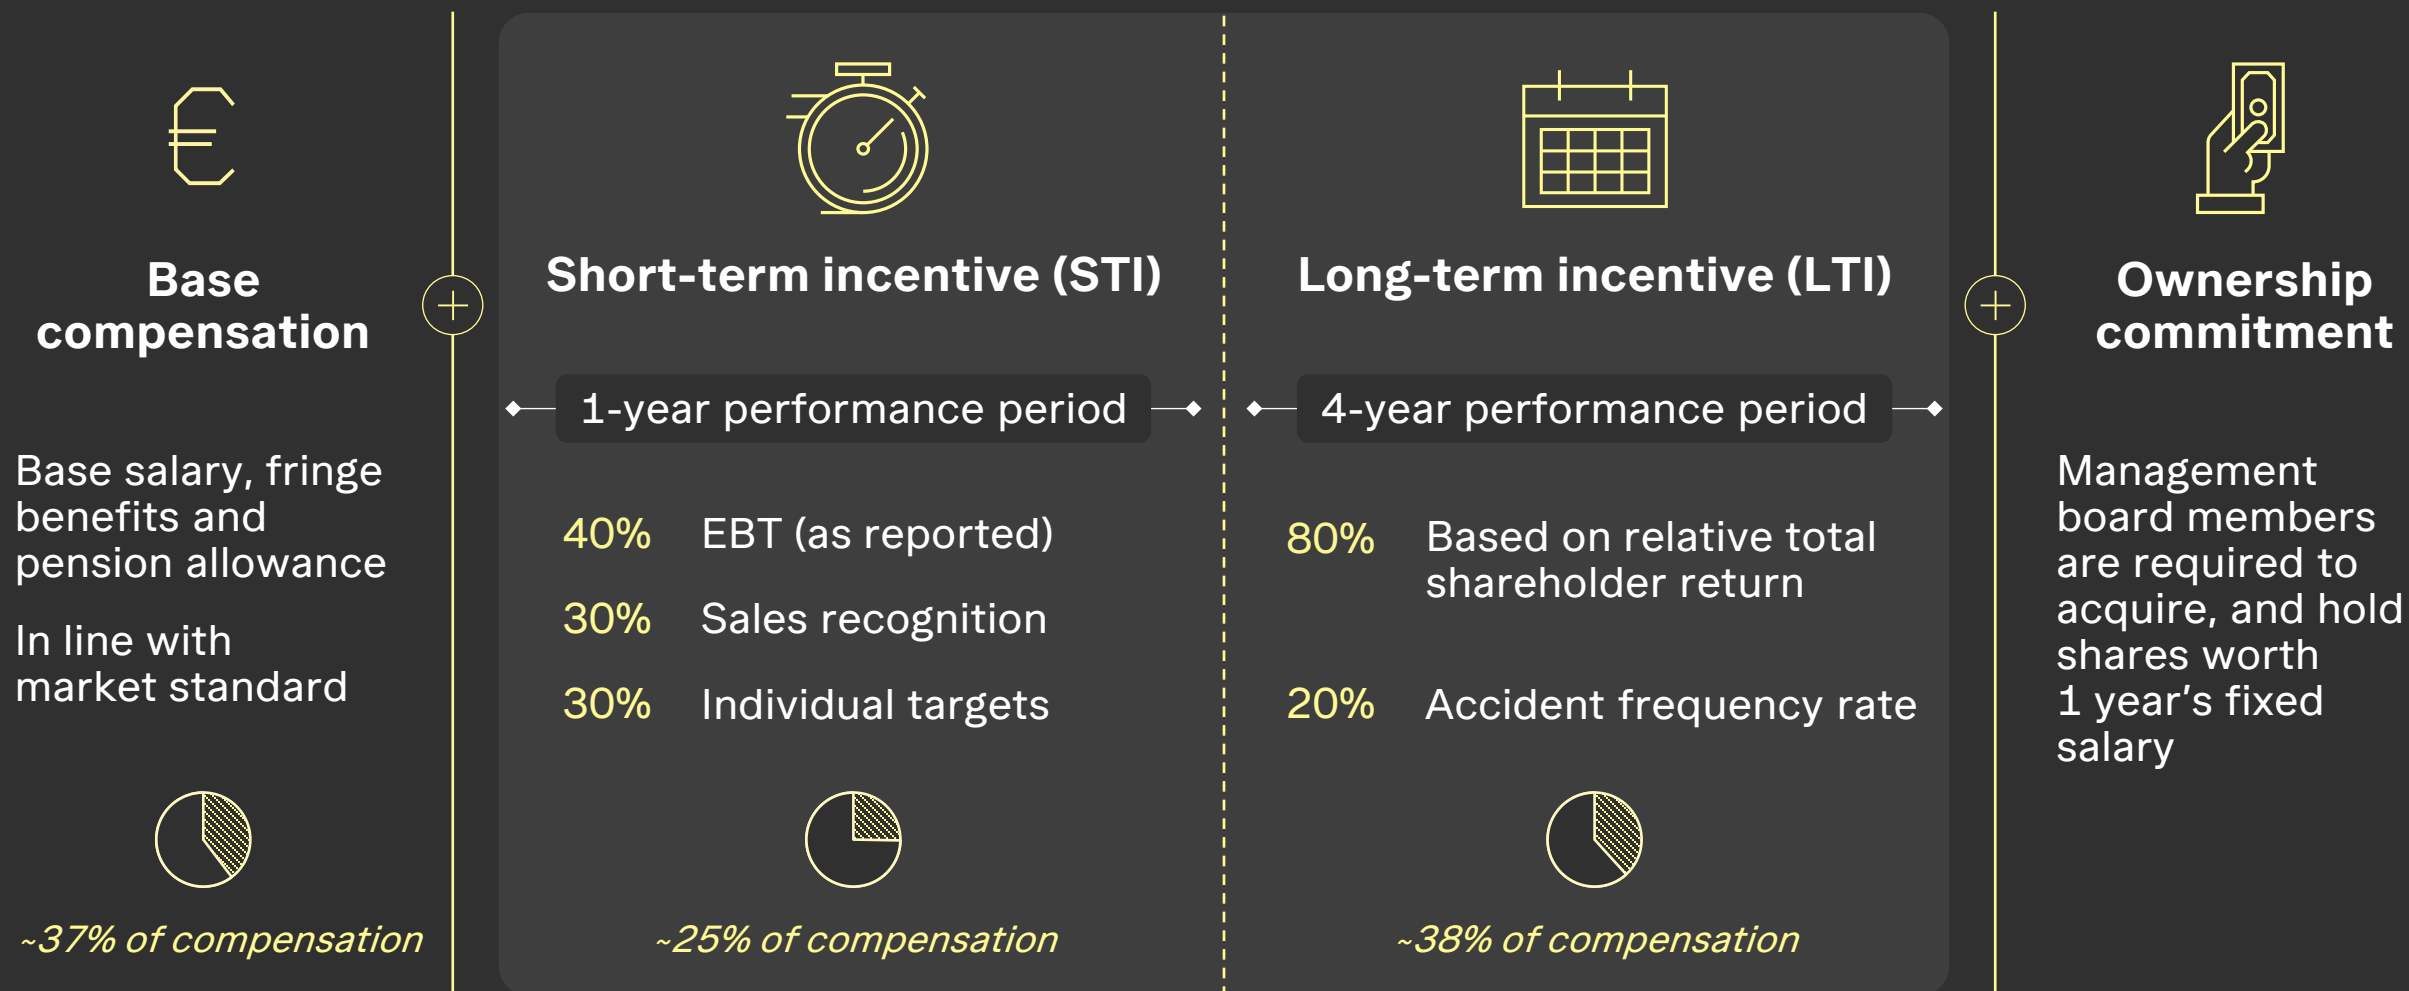 €
Base
compensation
Base salary, fringe
benefits and
pension allowance
In line with
market standard
~37% of compensation
Short-term incentive (STI)
1-year performance period
40% EBT (as reported)
30% Sales recognition
30% Individual targets
~25% of compensation
Long-term incentive (LTI)
4-year performance period
80% Based on relative total
shareholder return
20% Accident frequency rate
~38% of compensation
Ownership
commitment
Management
board members
are required to
acquire, and hold
shares worth
1 year’s fixed
salary